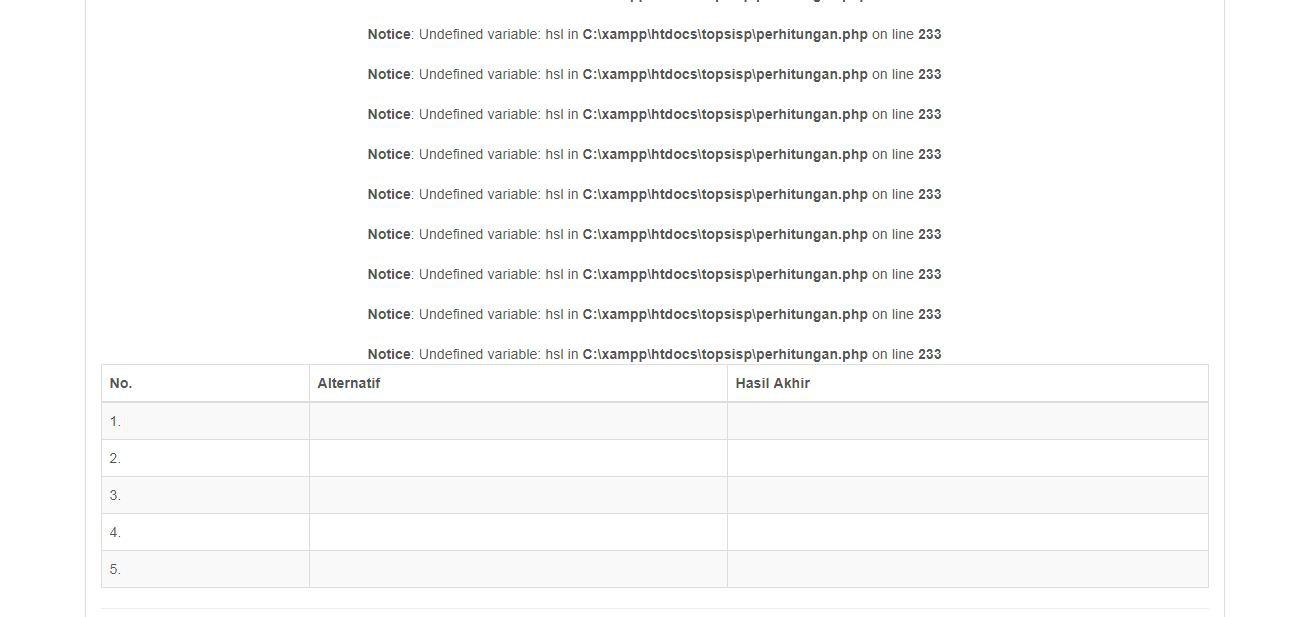 Notice: Undefined variable: hsl in C:\xampp\htdocs\topsisp\perhitungan.php on line 233
Notice: Undefined variable: hsl in C:\xampp\htdocs\topsisp\perhitungan.php on line 233
Notice: Undefined variable: hsl in C:\xampp\htdocs\topsisp\perhitungan.php on line 233
Notice: Undefined variable: hsl in C:\xampp\htdocs\topsisp\perhitungan.php on line 233
Notice: Undefined variable: hsl in C:\xampp\htdocs\topsisp\perhitungan.php on line 233
Notice: Undefined variable: hsl in C:\xampp\htdocs\topsisp\perhitungan.php on line 233
Notice: Undefined variable: hsl in C:\xampp\htdocs\topsisp\perhitungan.php on line 233
Notice: Undefined variable: hsl in C:\xampp\htdocs\topsisp\perhitungan.php on line 233
Notice: Undefined variable: hsl in C:\xampp\htdocs\topsisp\perhitungan.php on line 233
No. Alternatif Hasil Akhir
1.
2.
3.
4.
5.